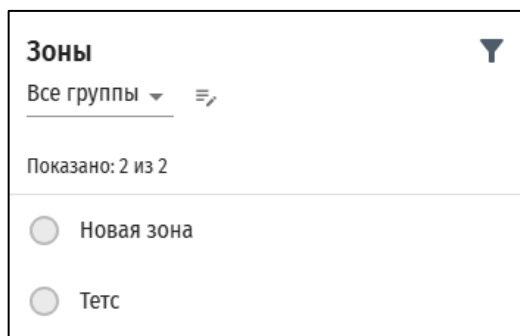 Зоны
Все группы
Показано: 2 из 2
Новая зона
Тетс